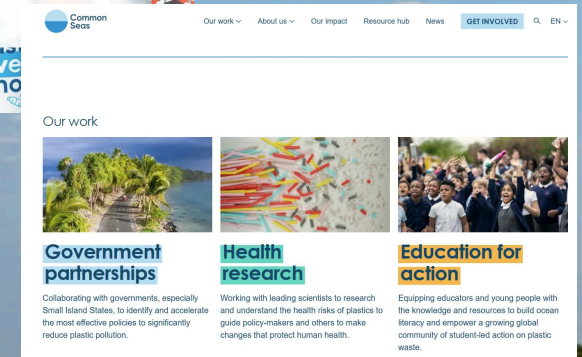 Common
Seas
Our work
About us
Our impact
Resource hub
News
GET INVOLVED
EN
Our work
Government
partnerships
Collaborating with governments, especially
Small Island States, to identify and accelerate
the most effective policies to significantly
reduce plastic pollution.
Health
research
Working with leading scientists to research
and understand the health risks of plastics to
guide policy-makers and others to make
changes that protect human health.
Education for
action
Equipping educators and young people with
the knowledge and resources to build ocean
literacy and empower a growing global
community of student-led action on plastic
waste.